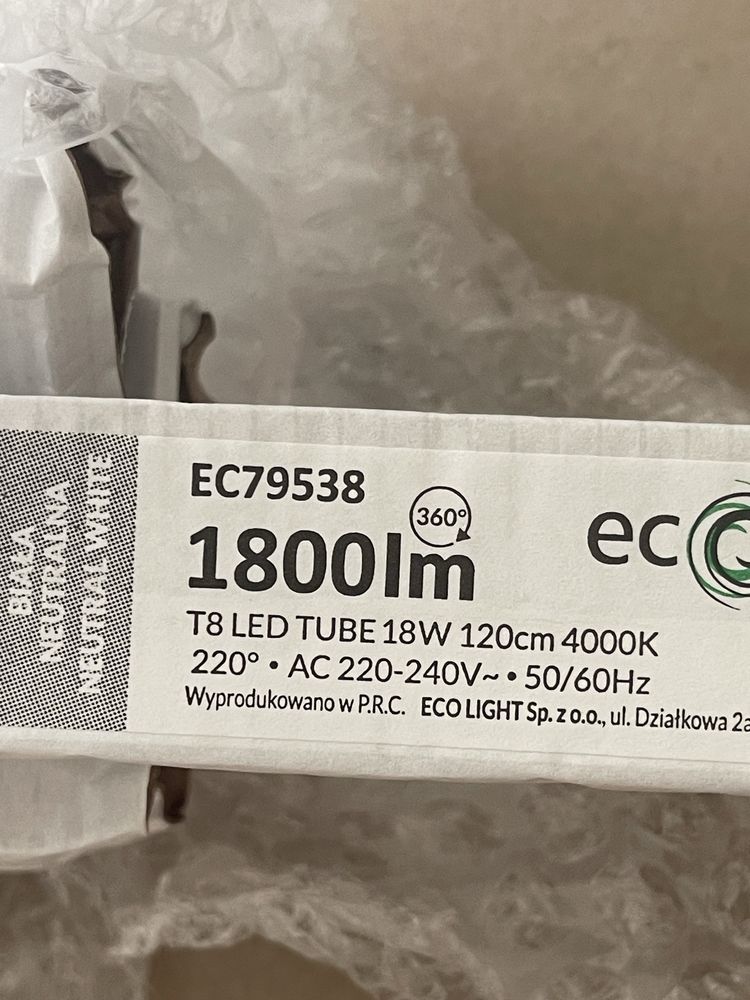 BIAŁA
NEUTRALNA
NEUTRAL WHITE
EC79538
360°
1800lm
ec
T8 LED TUBE 18W 120cm 4000K
220° • AC 220-240V~ • 50/60Hz
Wyprodukowano w P.R.C. ECO LIGHT Sp. z o.o., ul. Działkowa 2a